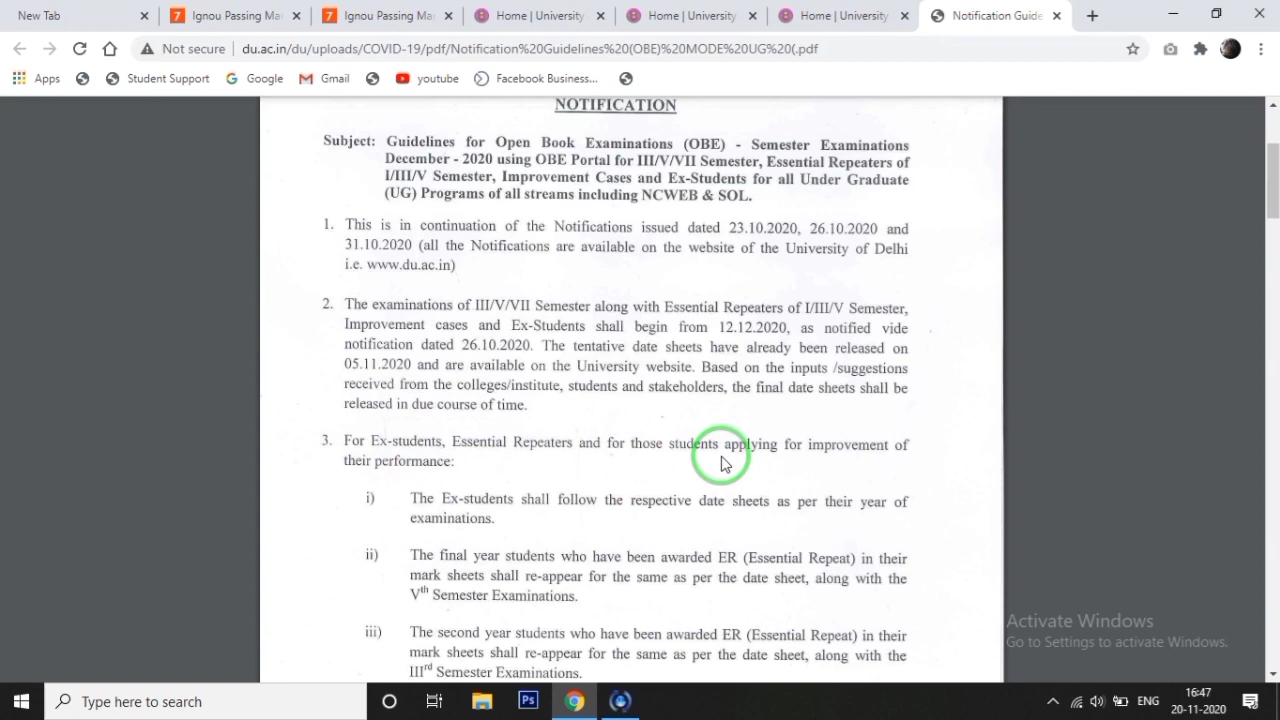 New Tab
Ignou Passing Ma
Ignou Passing Ma
Home | University
Home | University
Home | University
Notification Guide
Not secure
du.ac.in/du/uploads/COVID-19/pdf/Notification%20Guidelines%20(OBE)%20MODE%20UG%20(.pdf
Apps
Student Support
Google
Gmail
youtube
Facebook Business...
NOTIFICATION
Subject: Guidelines for Open Book Examinations (OBE) - Semester Examinations
December - 2020 using OBE Portal for III/V/VII Semester, Essential Repeaters of
I/III/V Semester, Improvement Cases and Ex-Students for all Under Graduate
(UG) Programs of all streams including NCWEB & SOL.
1. This is in continuation of the Notifications issued dated 23.10.2020, 26.10.2020 and
31.10.2020 (all the Notifications are available on the website of the University of Delhi
i.e. www.du.ac.in)
2. The examinations of III/V/VII Semester along with Essential Repeaters of I/III/V Semester,
Improvement cases and Ex-Students shall begin from 12.12.2020, as notified vide
notification dated 26.10.2020. The tentative date sheets have already been released on
05.11.2020 and are available on the University website. Based on the inputs /suggestions
received from the colleges/institute, students and stakeholders, the final date sheets shall be
released in due course of time.
3. For Ex-students, Essential Repeaters and for those students applying for improvement of
their performance:
i) The Ex-students shall follow the respective date sheets as per their year of
examinations.
ii) The final year students who have been awarded ER (Essential Repeat) in their
mark sheets shall re-appear for the same as per the date sheet, along with the
Vth Semester Examinations.
iii) The second year students who have been awarded ER (Essential Repeat) in their
mark sheets shall re-appear for the same as per the date sheet, along with the
IIIrd Semester Examinations.
Activate Windows
Go to Settings to activate Windows.
Type here to search
Ps
ENG
16:47
20-11-2020